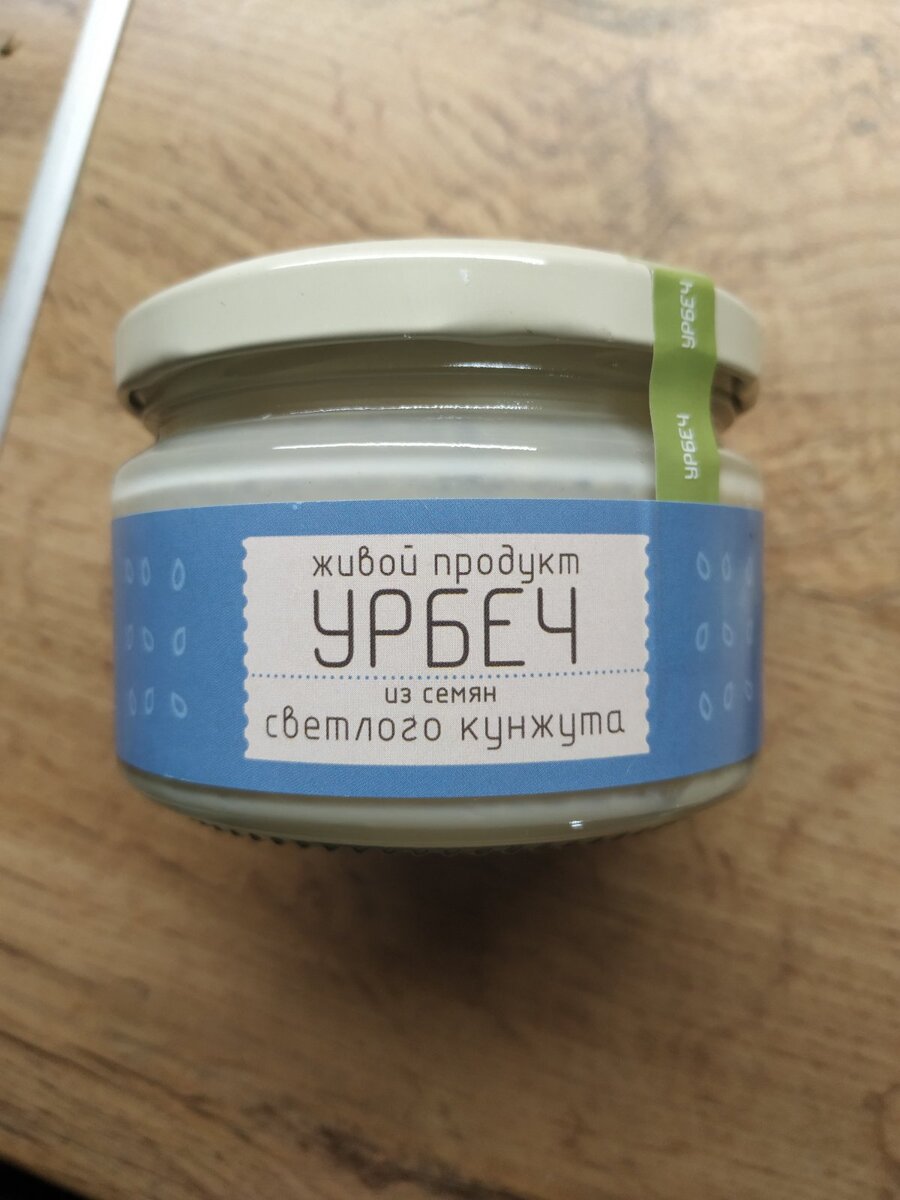 УРБЕЧ
УРБЕЧ
живой продукт
УРБЕЧ
из семян
светлого кунжута